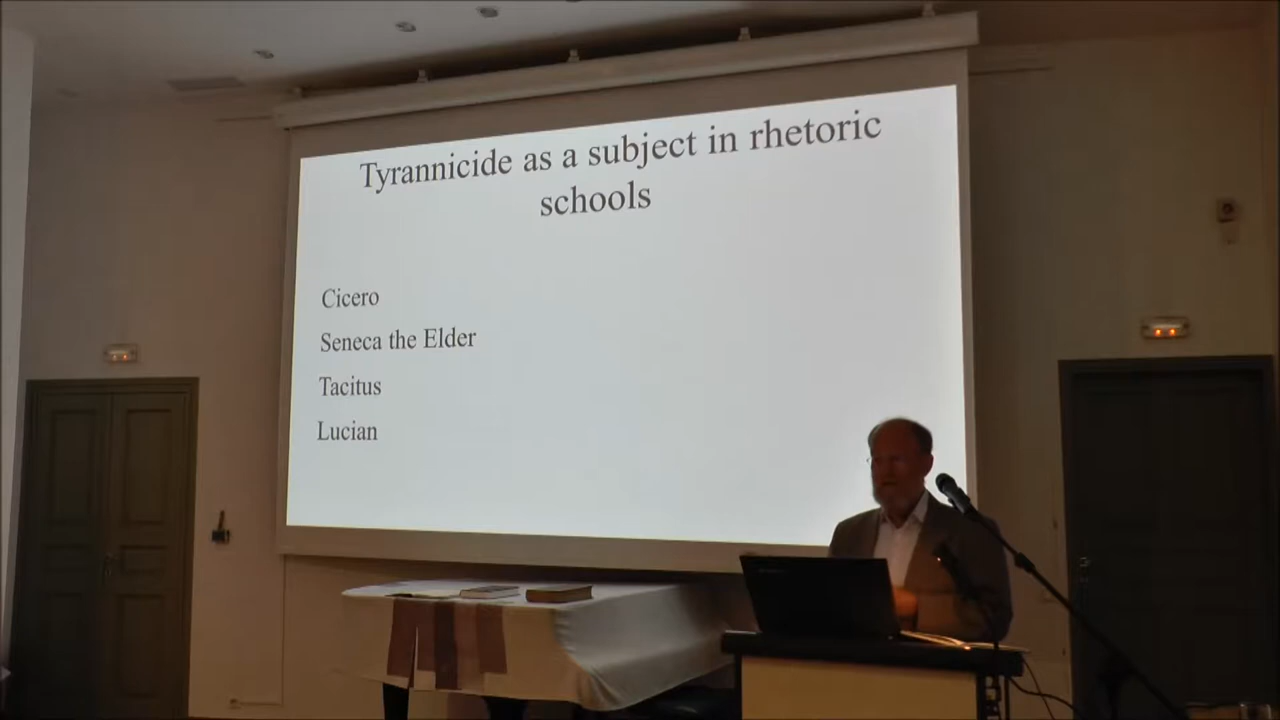 Tyrannicide as a subject in rhetoric
schools
Cicero
Seneca the Elder
Tacitus
Lucian